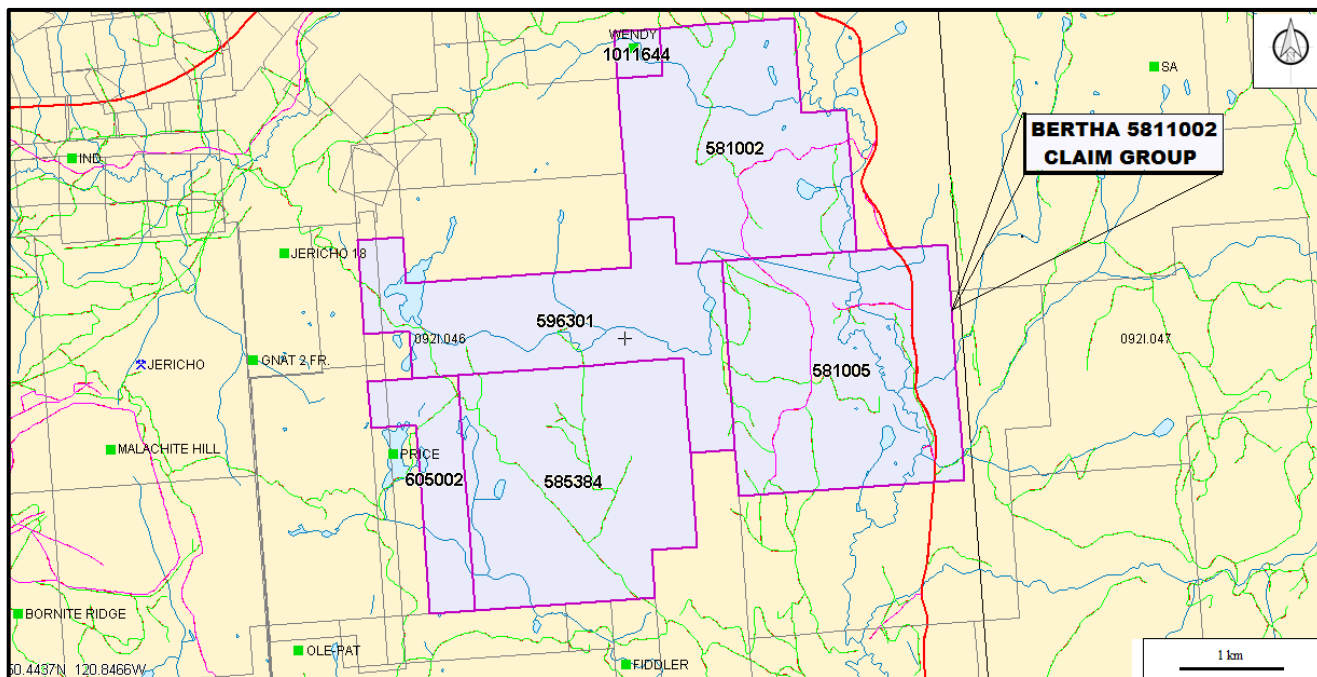 WENDY
1011644
N
SA
BERTHA 5811002
CLAIM GROUP
581002
IND
JERICHO 18
596301
092I.046
092I.047
JERICHO
GNAT 2 FR.
581005
MALACHITE HILL
PRICE
605002
585384
BORNITE RIDGE
OLE PAT
FIDDLER
50.4437N 120.8466W
1 km